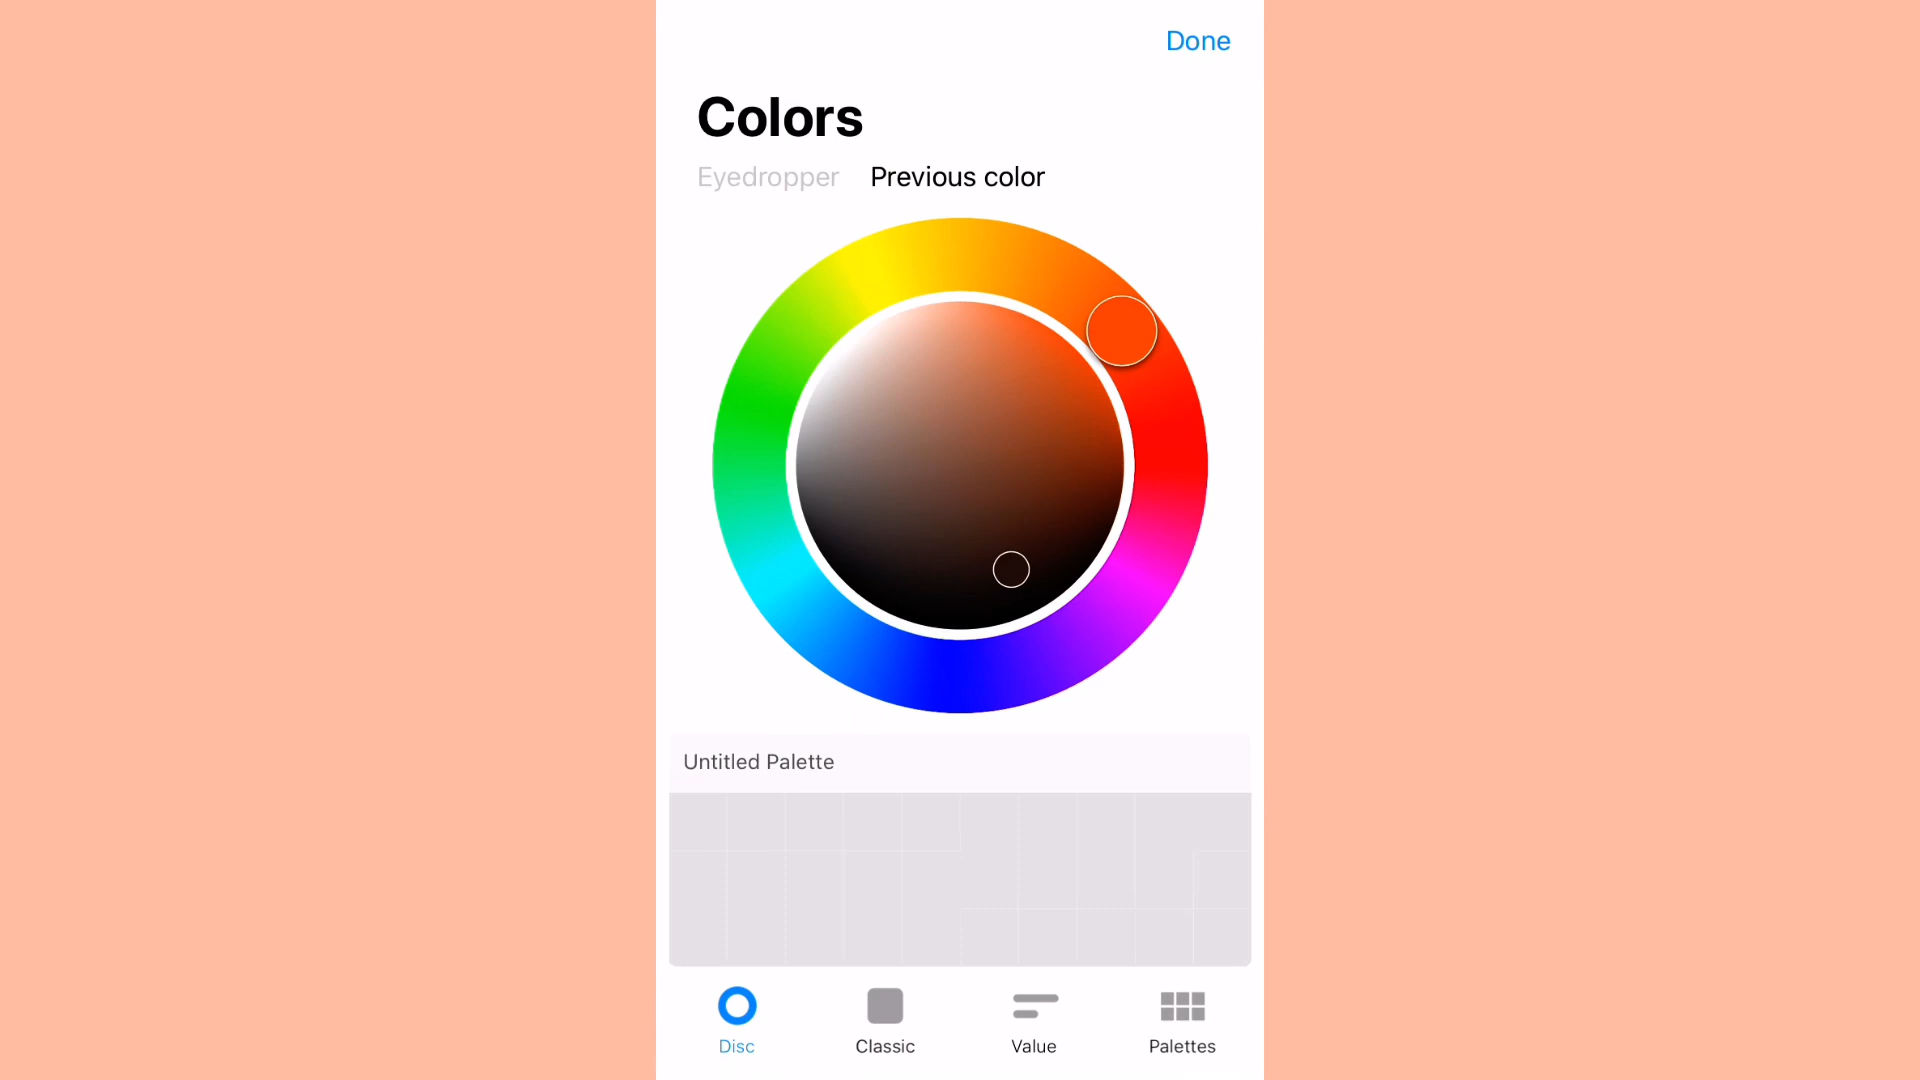 Done
Colors
Eyedropper Previous color
Untitled Palette
Disc Classic Value Palettes